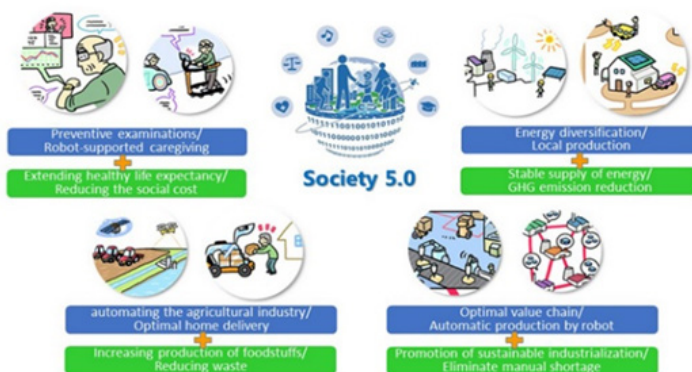 Preventive examinations/
Robot-supported caregiving
Extending healthy life expectancy/
Reducing the social cost
Society 5.0
Energy diversification/
Local production
Stable supply of energy/
GHG emission reduction
automating the agricultural industry/
Optimal home delivery
Increasing production of foodstuffs/
Reducing waste
Optimal value chain/
Automatic production by robot
Promotion of sustainable industrialization/
Eliminate manual shortage